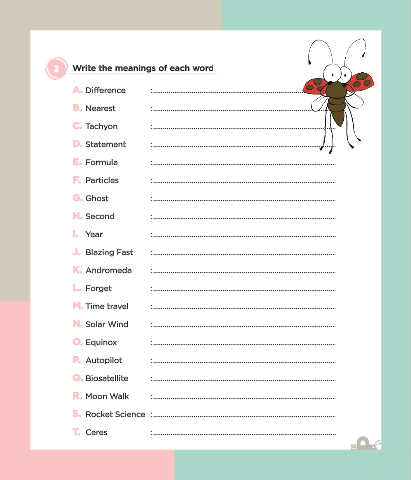 3 Write the meanings of each word
A. Difference :
B. Nearest :
C. Tachyon :
D. Statement :
E. Formula :
F. Particles :
G. Ghost :
H. Second :
I. Year :
J. Blazing Fast :
K. Andromeda :
L. Forget :
M. Time travel :
N. Solar Wind :
O. Equinox :
P. Autopilot :
Q. Biosatellite :
R. Moon Walk :
S. Rocket Science :
T. Ceres :